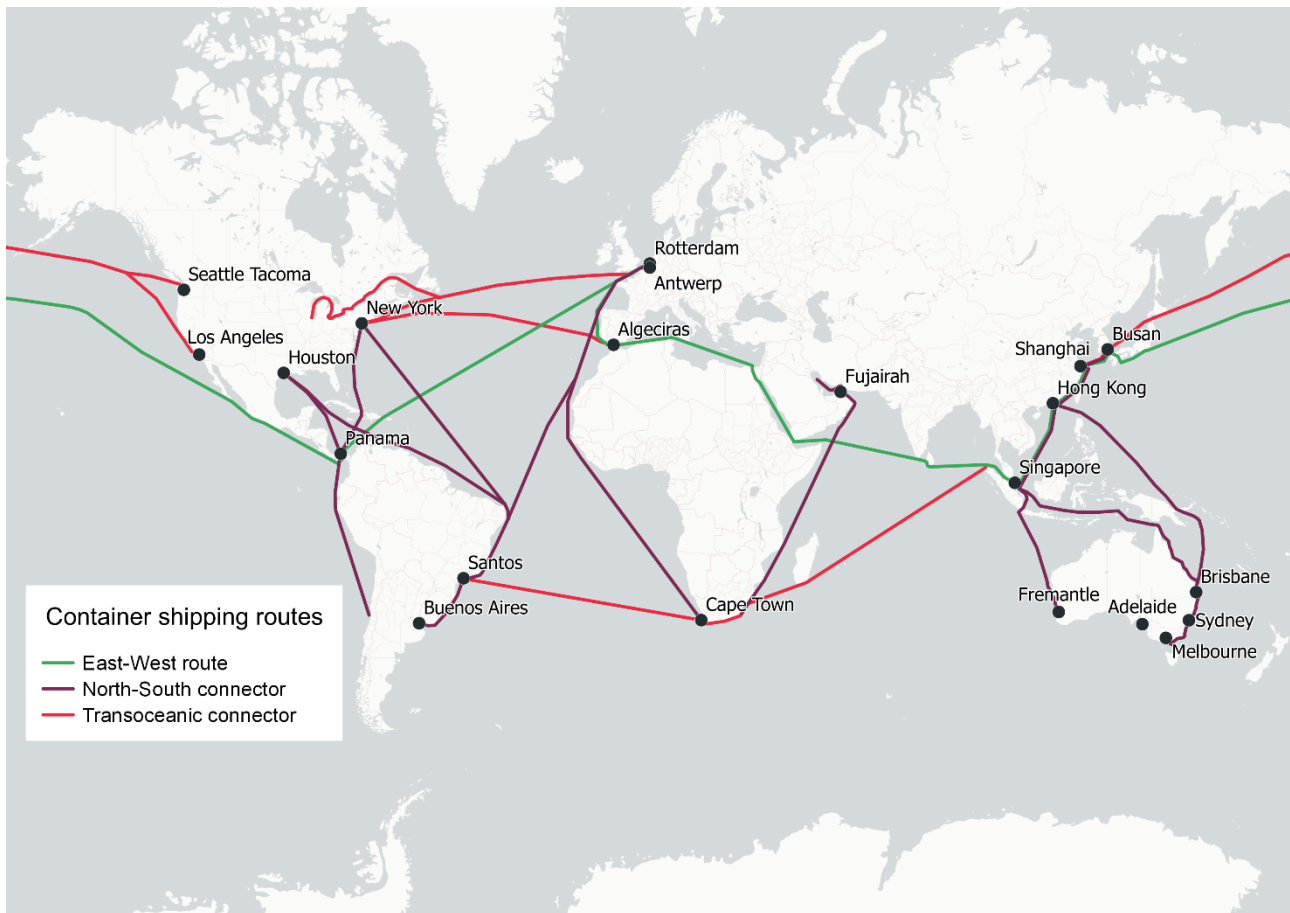 Rotterdam
Seattle Tacoma
Antwerp
New York
Los Angeles
Algeciras
Busan
Houston
Shanghai
Fujairah
Hong Kong
Panama
Singapore
Santos
Brisbane
Fremantle
Buenos Aires
Cape Town
Adelaide
Sydney
Melbourne
Container shipping routes
East-West route
North-South connector
Transoceanic connector